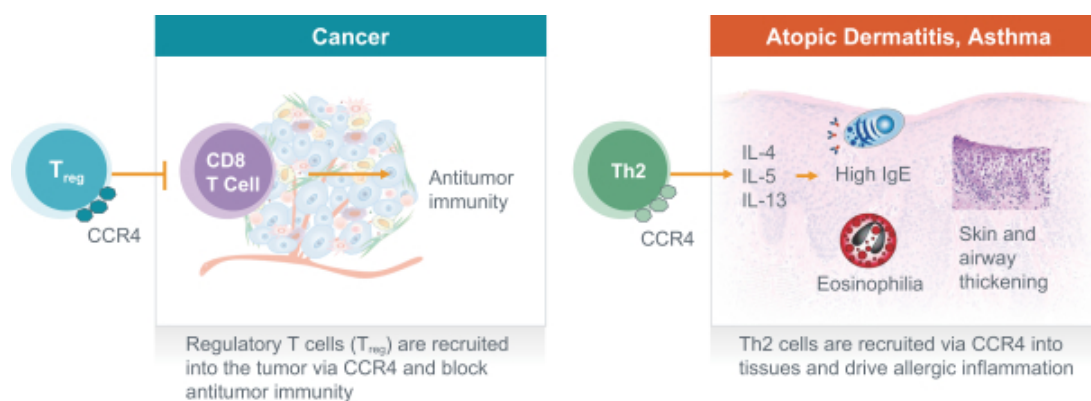 Cancer
T_reg
CCR4
CD8
T Cell
Antitumor
immunity
Regulatory T cells (T_reg) are recruited
into the tumor via CCR4 and block
antitumor immunity
Atopic Dermatitis, Asthma
Th2
CCR4
IL-4
IL-5
IL-13
High IgE
Eosinophilia
Skin and
airway
thickening
Th2 cells are recruited via CCR4 into
tissues and drive allergic inflammation